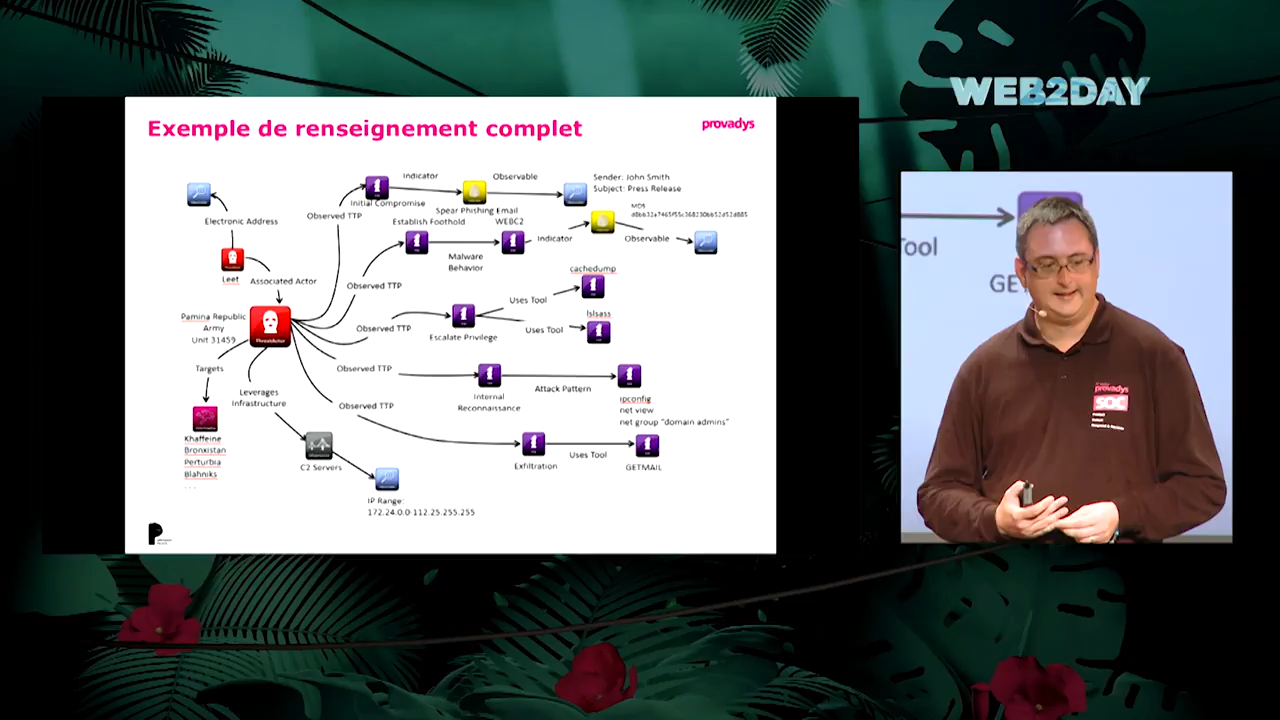 WEB2DAY
Exemple de renseignement complet
provadys
Indicator
Observable
Sender: John Smith
Subject: Press Release
Initial Compromise
Observed TTP
Electronic Address
Spear Phishing Email
Establish Foothold
WEBC2
MD5
Indicator
Observable
Malware
Behavior
Leet
Associated Actor
Observed TTP
cachedump
Uses Tool
lslsass
Pamina Republic
Army
Unit 31459
ThreatActor
Observed TTP
Escalate Privilege
Uses Tool
Targets
Observed TTP
Attack Pattern
Internal
Reconnaissance
ipconfig
net view
net group "domain admins"
Leverages
Infrastructure
Observed TTP
Khaffeine
Bronxistan
Perturbia
Blahniks
...
C2 Servers
Exfiltration
Uses Tool
GETMAIL
IP Range:
172.24.0.0-112.25.255.255
P
Tool
GE
provadys
SOC